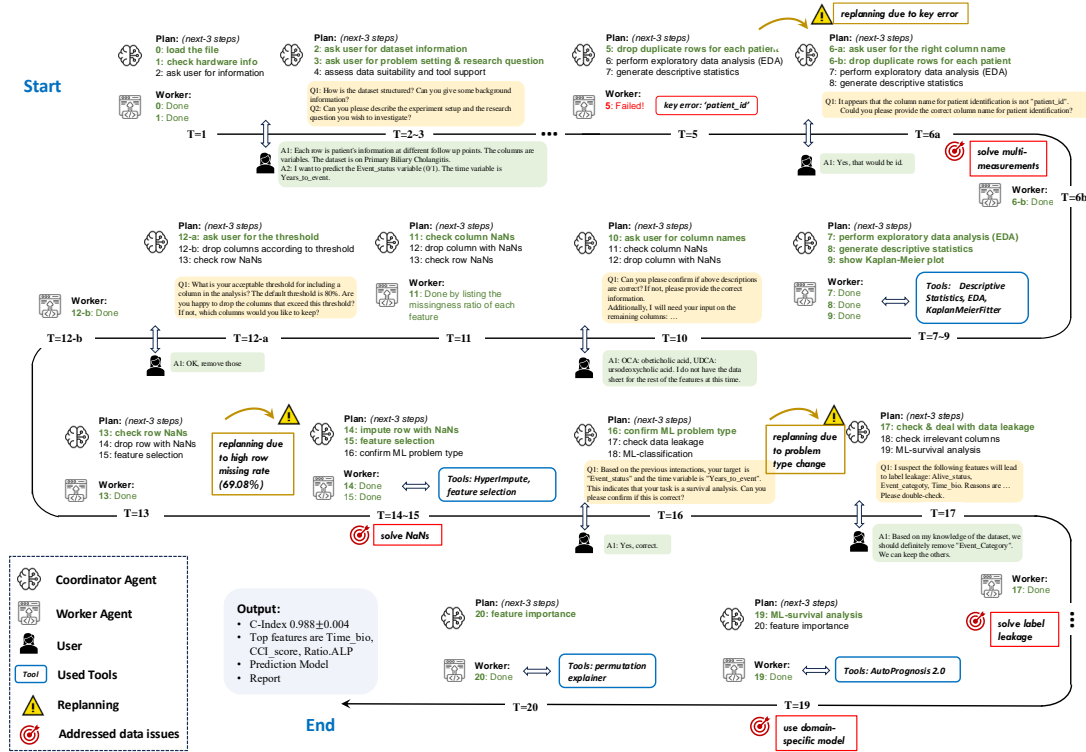 Start
Plan: (next-3 steps)
0: load the file
1: check hardware info
2: ask user for information
Worker:
0: Done
1: Done
T=1
Plan: (next-3 steps)
2: ask user for dataset information
3: ask user for problem setting & research question
4: assess data suitability and tool support
Q1: How is the dataset structured? Can you give some background
information?
Q2: Can you please describe the experiment setup and the research
question you wish to investigate?
T=2~3
A1: Each row is patient's information at different follow up points. The columns are
variables. The dataset is on Primary Biliary Cholangitis.
A2: I want to predict the Event_status variable (0/1). The time variable is
Years_to_event.
Plan: (next-3 steps)
5: drop duplicate rows for each patient
6: perform exploratory data analysis (EDA)
7: generate descriptive statistics
Worker:
5: Failed!
key error: 'patient_id'
T=5
replanning due to key error
Plan: (next-3 steps)
6-a: ask user for the right column name
6-b: drop duplicate rows for each patient
7: perform exploratory data analysis (EDA)
8: generate descriptive statistics
Q1: It appears that the column name for patient identification is not "patient_id".
Could you please provide the correct column name for patient identification?
T=6a
A1: Yes, that would be id.
solve multi-
measurements
Worker:
6-b: Done
T=6b
Plan: (next-3 steps)
7: perform exploratory data analysis (EDA)
8: generate descriptive statistics
9: show Kaplan-Meier plot
Worker:
7: Done
8: Done
9: Done
Tools: Descriptive
Statistics, EDA,
KaplanMeierFitter
T=7~9
Plan: (next-3 steps)
10: ask user for column names
11: check column NaNs
12: drop column with NaNs
Q1: Can you please confirm if above descriptions
are correct? If not, please provide the correct
information.
Additionally, I will need your input on the
remaining columns: …
T=10
A1: OCA: obeticholic acid, UDCA:
ursodeoxycholic acid. I do not have the data
sheet for the rest of the features at this time.
Plan: (next-3 steps)
11: check column NaNs
12: drop column with NaNs
13: check row NaNs
Worker:
11: Done by listing the
missingness ratio of each
feature
T=11
Plan: (next-3 steps)
12-a: ask user for the threshold
12-b: drop columns according to threshold
13: check row NaNs
Q1: What is your acceptable threshold for including a
column in the analysis? The default threshold is 80%. Are
you happy to drop the columns that exceed this threshold?
If not, which columns would you like to keep?
T=12-a
A1: OK, remove those
Worker:
12-b: Done
T=12-b
Plan: (next-3 steps)
13: check row NaNs
14: drop row with NaNs
15: feature selection
Worker:
13: Done
T=13
replanning due
to high row
missing rate
(69.08%)
Plan: (next-3 steps)
14: impute row with NaNs
15: feature selection
16: confirm ML problem type
Worker:
14: Done
15: Done
Tools: HyperImpute,
feature selection
T=14~15
solve NaNs
Plan: (next-3 steps)
16: confirm ML problem type
17: check data leakage
18: ML-classification
Q1: Based on the previous interactions, your target is
"Event_status" and the time variable is "Years_to_event".
This indicates that your task is a survival analysis. Can you
please confirm if this is correct?
T=16
A1: Yes, correct.
replanning due
to problem
type change
Plan: (next-3 steps)
17: check & deal with data leakage
18: check irrelevant columns
19: ML-survival analysis
Q1: I suspect the following features will lead
to label leakage: Alive_status,
Event_categoty, Time_bio. Reasons are …
Please double-check.
T=17
A1: Based on my knowledge of the dataset, we
should definitely remove "Event_Category".
We can keep the others.
Worker:
17: Done
solve label
leakage
Plan: (next-3 steps)
19: ML-survival analysis
20: feature importance
Worker:
19: Done
Tools: AutoPrognosis 2.0
T=19
use domain-
specific model
Plan: (next-3 steps)
20: feature importance
Worker:
20: Done
Tools: permutation
explainer
T=20
Output:
• C-Index 0.988±0.004
• Top features are Time_bio,
CCI_score, Ratio.ALP
• Prediction Model
• Report
End
Coordinator Agent
Worker Agent
User
Tool Used Tools
Replanning
Addressed data issues